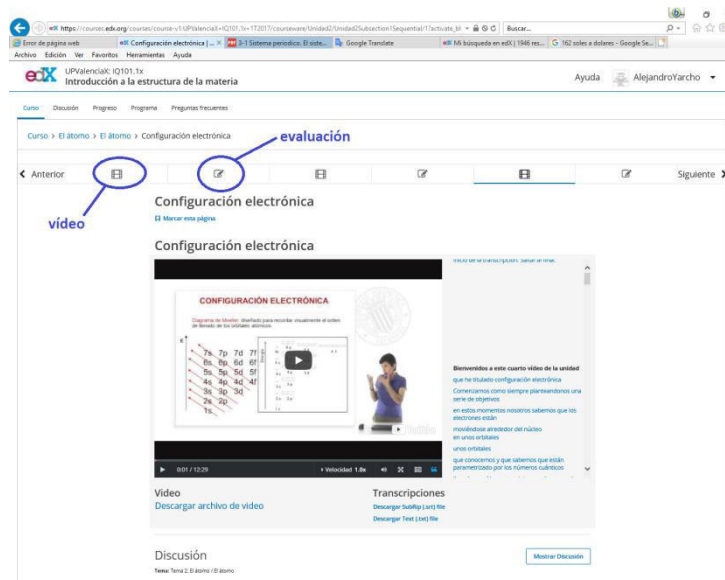 https://courses.edx.org/courses/course-v1:UPValenciaX+IQ101.1x+1T2017/courseware/Unidad2/Unidad2Subsection1Sequential/1?activate_bl
Buscar...
Error de página web
Configuración electrónica | ...
3-1 Sistema periodico. El siste...
Google Translate
Mi búsqueda en edX | 1946 res...
162 soles a dolares - Google Se...
Archivo Edición Ver Favoritos Herramientas Ayuda
edX
UPValenciaX: IQ101.1x
Introducción a la estructura de la materia
Ayuda
AlejandroYarcho
Curso Discusión Progreso Programa Preguntas frecuentes
Curso > El átomo > El átomo > Configuración electrónica
evaluación
Anterior
Siguiente
vídeo
Configuración electrónica
Marcar esta página
Configuración electrónica
Inicio de la transcripción. Saltar al final.
CONFIGURACIÓN ELECTRÓNICA
Diagrama de Moeller: diseñado para recordar visualmente el orden
de llenado de los orbitales atómicos.
7s 7p 7d 7f
6s 6p 6d 6f
5s 5p 5d 5f
4s 4p 4d 4f
3s 3p 3d
2s 2p
1s
Energía
Bienvenidos a este cuarto vídeo de la unidad
que he titulado configuración electrónica
Comenzamos como siempre planteandonos una
serie de objetivos
en estos momentos nosotros sabemos que los
electrones están
moviéndose alrededor del núcleo
en unos orbitales
unos orbitales
que conocemos y que sabemos que están
parametrizado por los números cuánticos
0:01 / 12:29
Velocidad 1.0x
Video
Descargar archivo de video
Transcripciones
Descargar SubRip (.srt) file
Descargar Text (.txt) file
Discusión
Mostrar Discusión
Tema: Tema 2. El átomo / El átomo